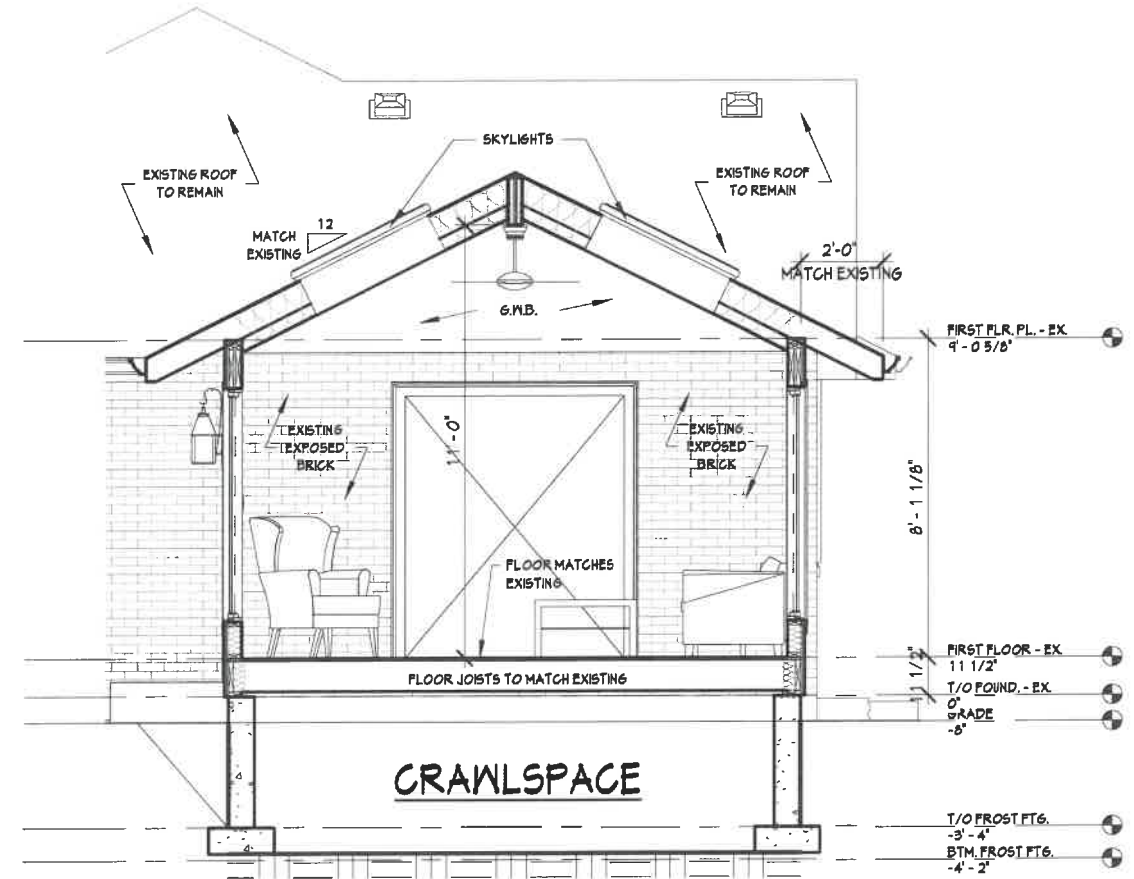 SKYLIGHTS
EXISTING ROOF
TO REMAIN
EXISTING ROOF
TO REMAIN
12
MATCH
EXISTING
2'-0"
MATCH EXISTING
G.W.B.
FIRST FLR. PL. - EX.
9'- 0 5/8"
EXISTING
EXPOSED
BRICK
11'-0"
EXISTING
EXPOSED
BRICK
8'- 1 1/8"
FLOOR MATCHES
EXISTING
FIRST FLOOR - EX.
11 1/2"
11 1/2"
FLOOR JOISTS TO MATCH EXISTING
T/O FOUND. - EX.
0"
GRADE
-8"
CRAWLSPACE
T/O FROST FTG.
-3'- 4"
BTM. FROST FTG.
-4'- 2"